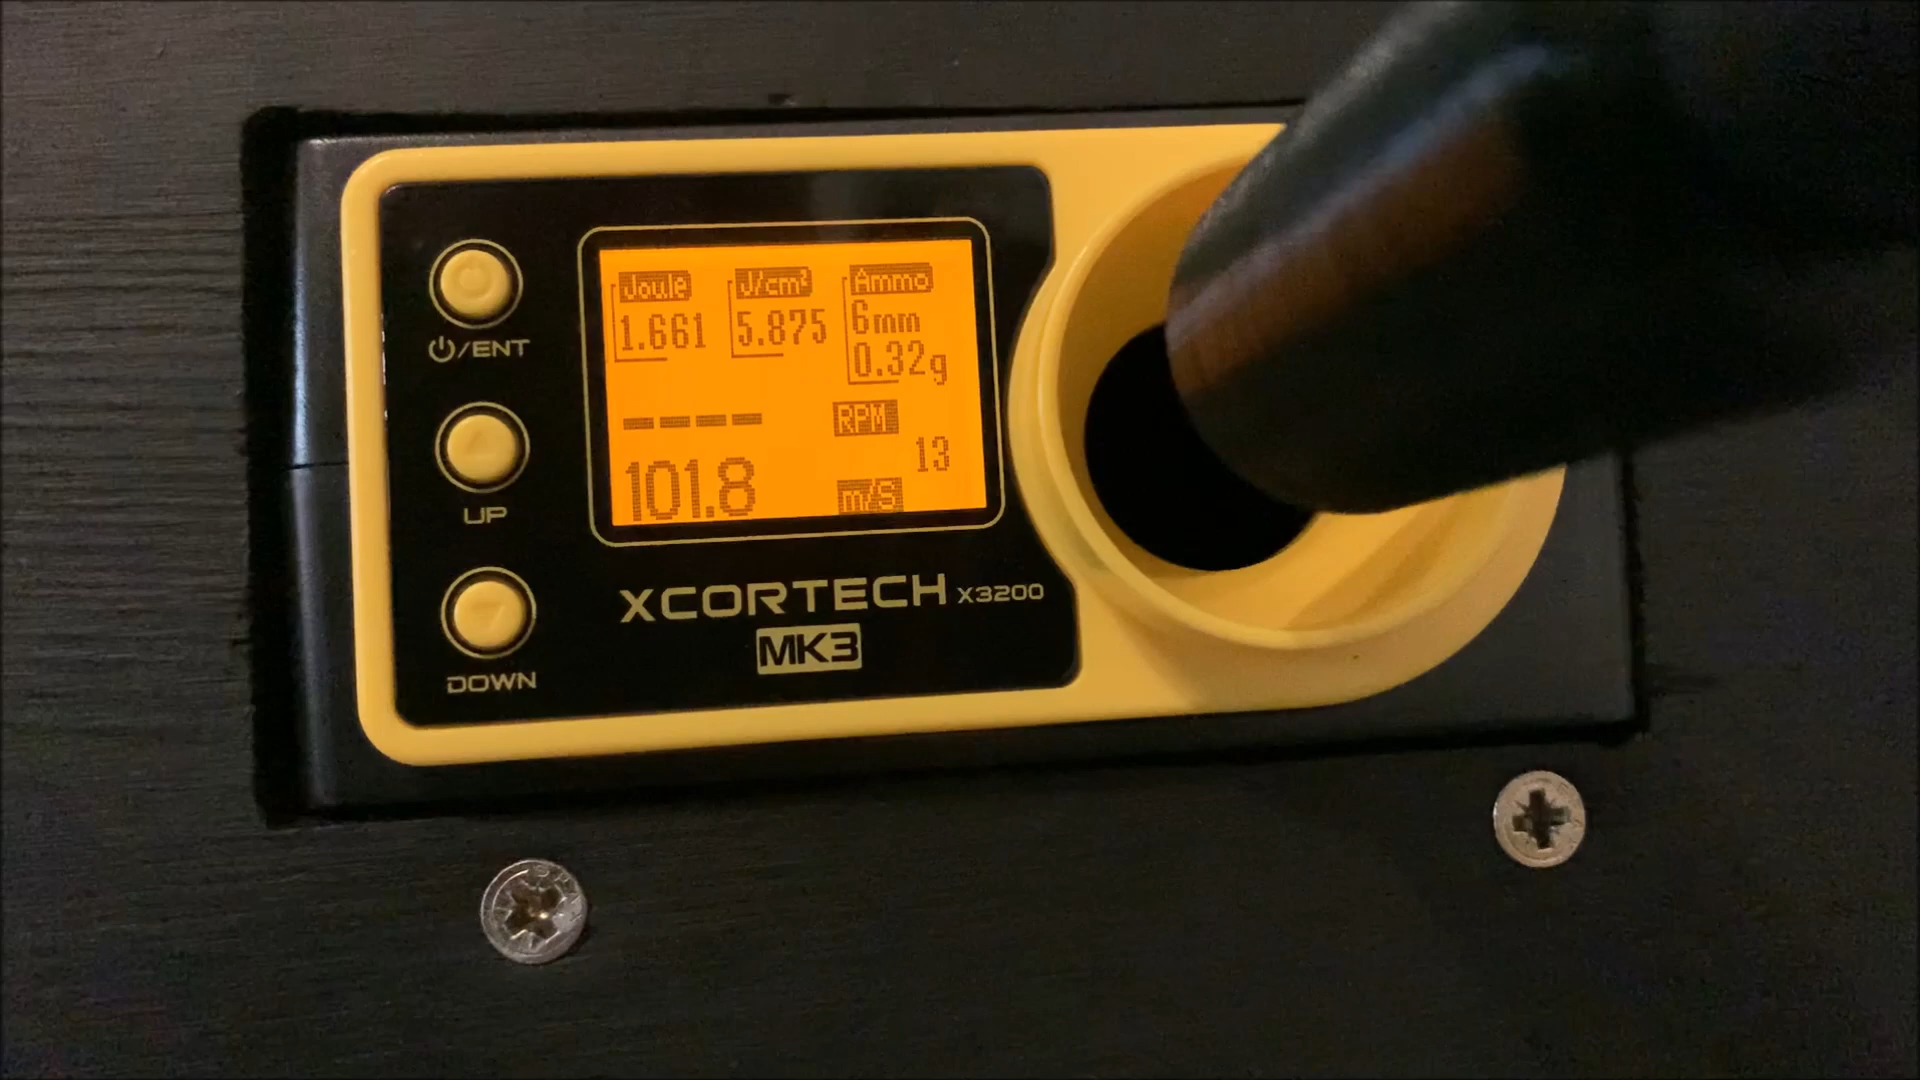 Joule J/cm² Ammo
1.661 5.875 6mm
0.32g
---- RPM
13
101.8 m/S
⏻/ENT
UP
DOWN
XCORTECH X3200
MK3